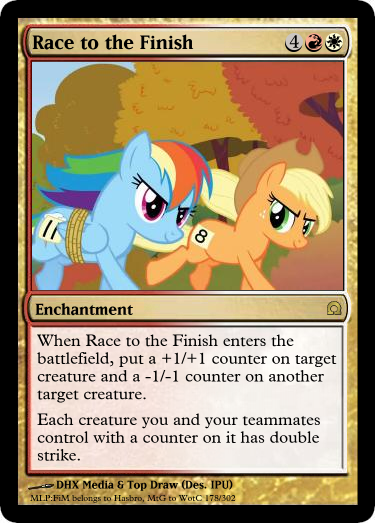 Race to the Finish 4
11
8
Enchantment
When Race to the Finish enters the
battlefield, put a +1/+1 counter on target
creature and a -1/-1 counter on another
target creature.
Each creature you and your teammates
control with a counter on it has double
strike.
DHX Media & Top Draw (Des. IPU)
MLP:FiM belongs to Hasbro, MtG to WotC 178/302